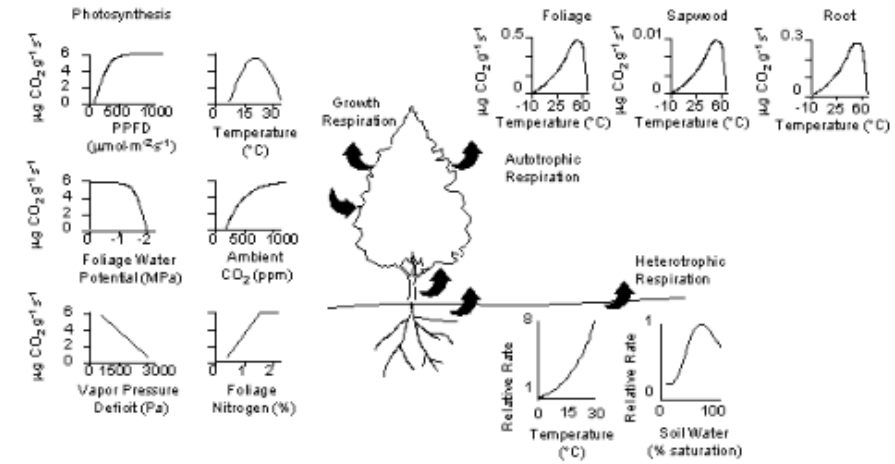 Photosynthesis
µg CO2 g-1 s-1
6
4
2
0
0 500 1000
PPFD
(µmol·m-2·s-1)
0 15 30
Temperature
(°C)
µg CO2 g-1 s-1
6
4
2
0
0 -1 -2
Foliage Water
Potential (MPa)
0 500 1000
Ambient
CO2 (ppm)
µg CO2 g-1 s-1
6
4
2
0
0 1500 3000
Vapor Pressure
Deficit (Pa)
0 1 2
Foliage
Nitrogen (%)
Growth
Respiration
Autotrophic
Respiration
Foliage
µg CO2 g-1 s-1
0.5
0
-10 25 60
Temperature (°C)
Sapwood
µg CO2 g-1 s-1
0.01
0
-10 25 60
Temperature (°C)
Root
µg CO2 g-1 s-1
0.3
0
-10 25 60
Temperature (°C)
Heterotrophic
Respiration
Relative Rate
8
1
0 15 30
Temperature
(°C)
Relative Rate
1
0
0 100
Soil Water
(% saturation)